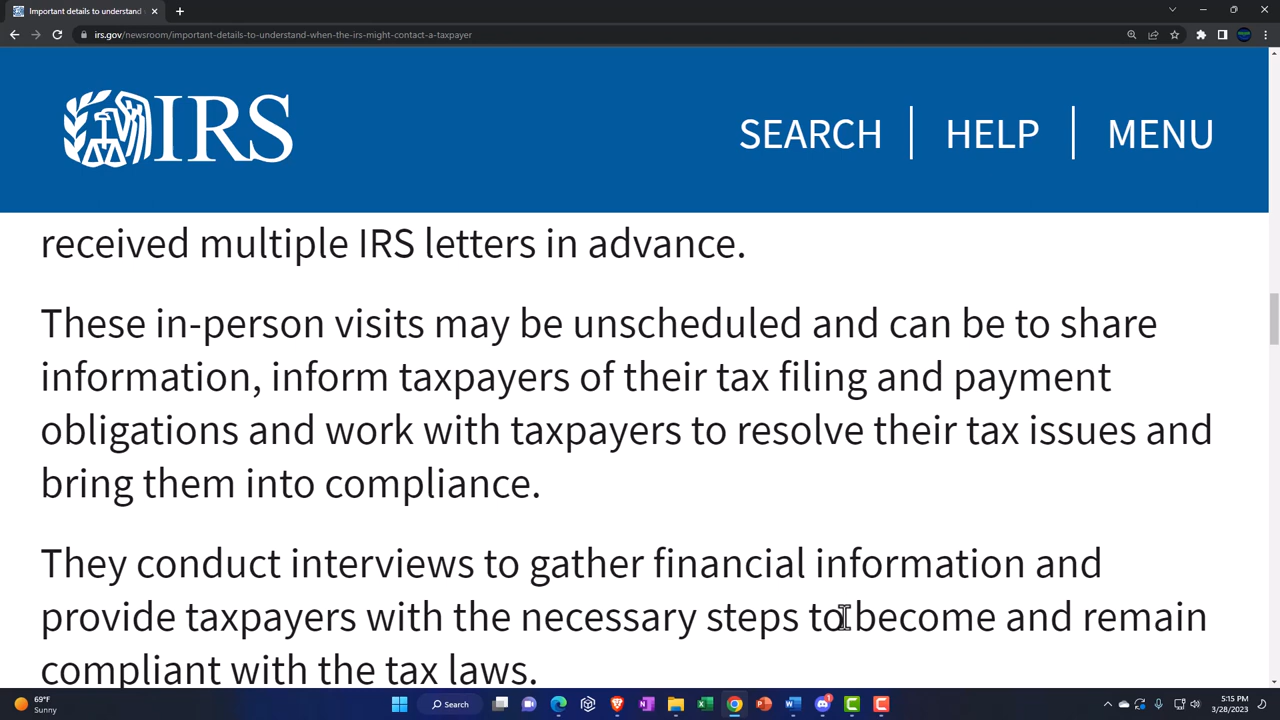 Important details to understand
irs.gov/newsroom/important-details-to-understand-when-the-irs-might-contact-a-taxpayer
IRS
SEARCH | HELP | MENU
received multiple IRS letters in advance.
These in-person visits may be unscheduled and can be to share
information, inform taxpayers of their tax filing and payment
obligations and work with taxpayers to resolve their tax issues and
bring them into compliance.
They conduct interviews to gather financial information and
provide taxpayers with the necessary steps to become and remain
compliant with the tax laws.
69°F
Sunny
Search
1
5:15 PM
3/28/2023